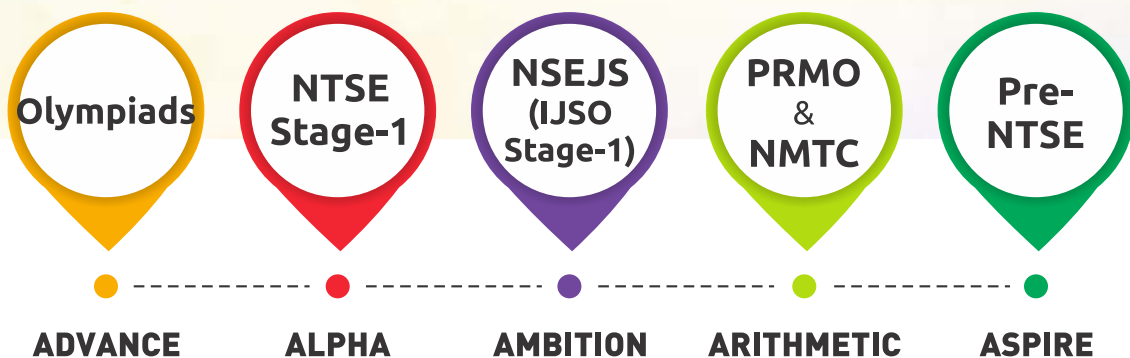 Olympiads
NTSE
Stage-1
NSEJS
(IJSO
Stage-1)
PRMO
&
NMTC
Pre-
NTSE
ADVANCE
ALPHA
AMBITION
ARITHMETIC
ASPIRE